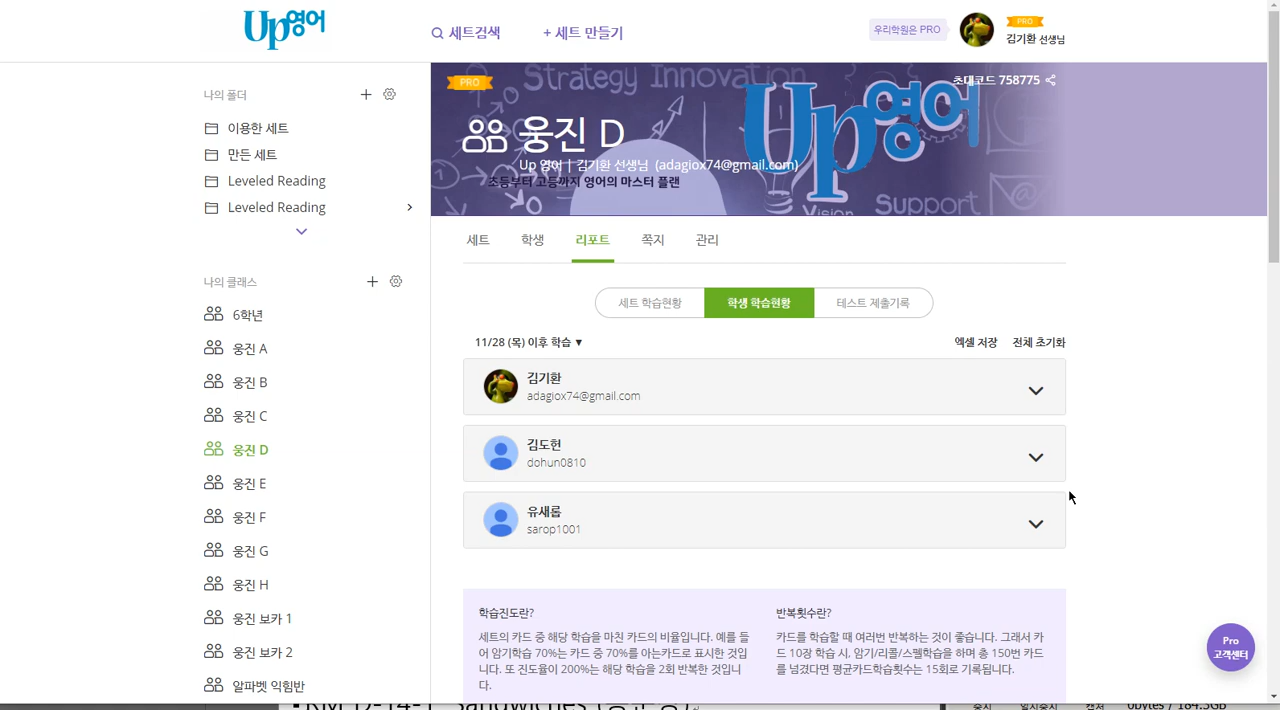 Up영어
세트검색
+ 세트 만들기
우리학원은 PRO
PRO
김기환 선생님
나의 폴더
이용한 세트
만든 세트
Leveled Reading
Leveled Reading
나의 클래스
6학년
웅진 A
웅진 B
웅진 C
웅진 D
웅진 E
웅진 F
웅진 G
웅진 H
웅진 보카 1
웅진 보카 2
알파벳 익힘반
PRO
Strategy Innovation
초대코드 758775
Up영어
웅진 D
Up 영어 | 김기환 선생님 (adagiox74@gmail.com)
초등부터 고등까지 영어의 마스터 플랜
Vision
Support
세트
학생
리포트
쪽지
관리
세트 학습현황
학생 학습현황
테스트 제출기록
11/28 (목) 이후 학습 ▼
엑셀 저장
전체 초기화
김기환
adagiox74@gmail.com
김도헌
dohun0810
유새롭
sarop1001
학습진도란?
세트의 카드 중 해당 학습을 마친 카드의 비율입니다. 예를 들
어 암기학습 70%는 카드 중 70%를 아는카드로 표시한 것입
니다. 또 진도율이 200%는 해당 학습을 2회 반복한 것입니
다.
반복횟수란?
카드를 학습할 때 여러번 반복하는 것이 좋습니다. 그래서 카
드 10장 학습 시, 암기/리콜/스펠학습을 하며 총 150번 카드
를 넘겼다면 평균카드학습횟수는 15회로 기록됩니다.
Pro
고객센터